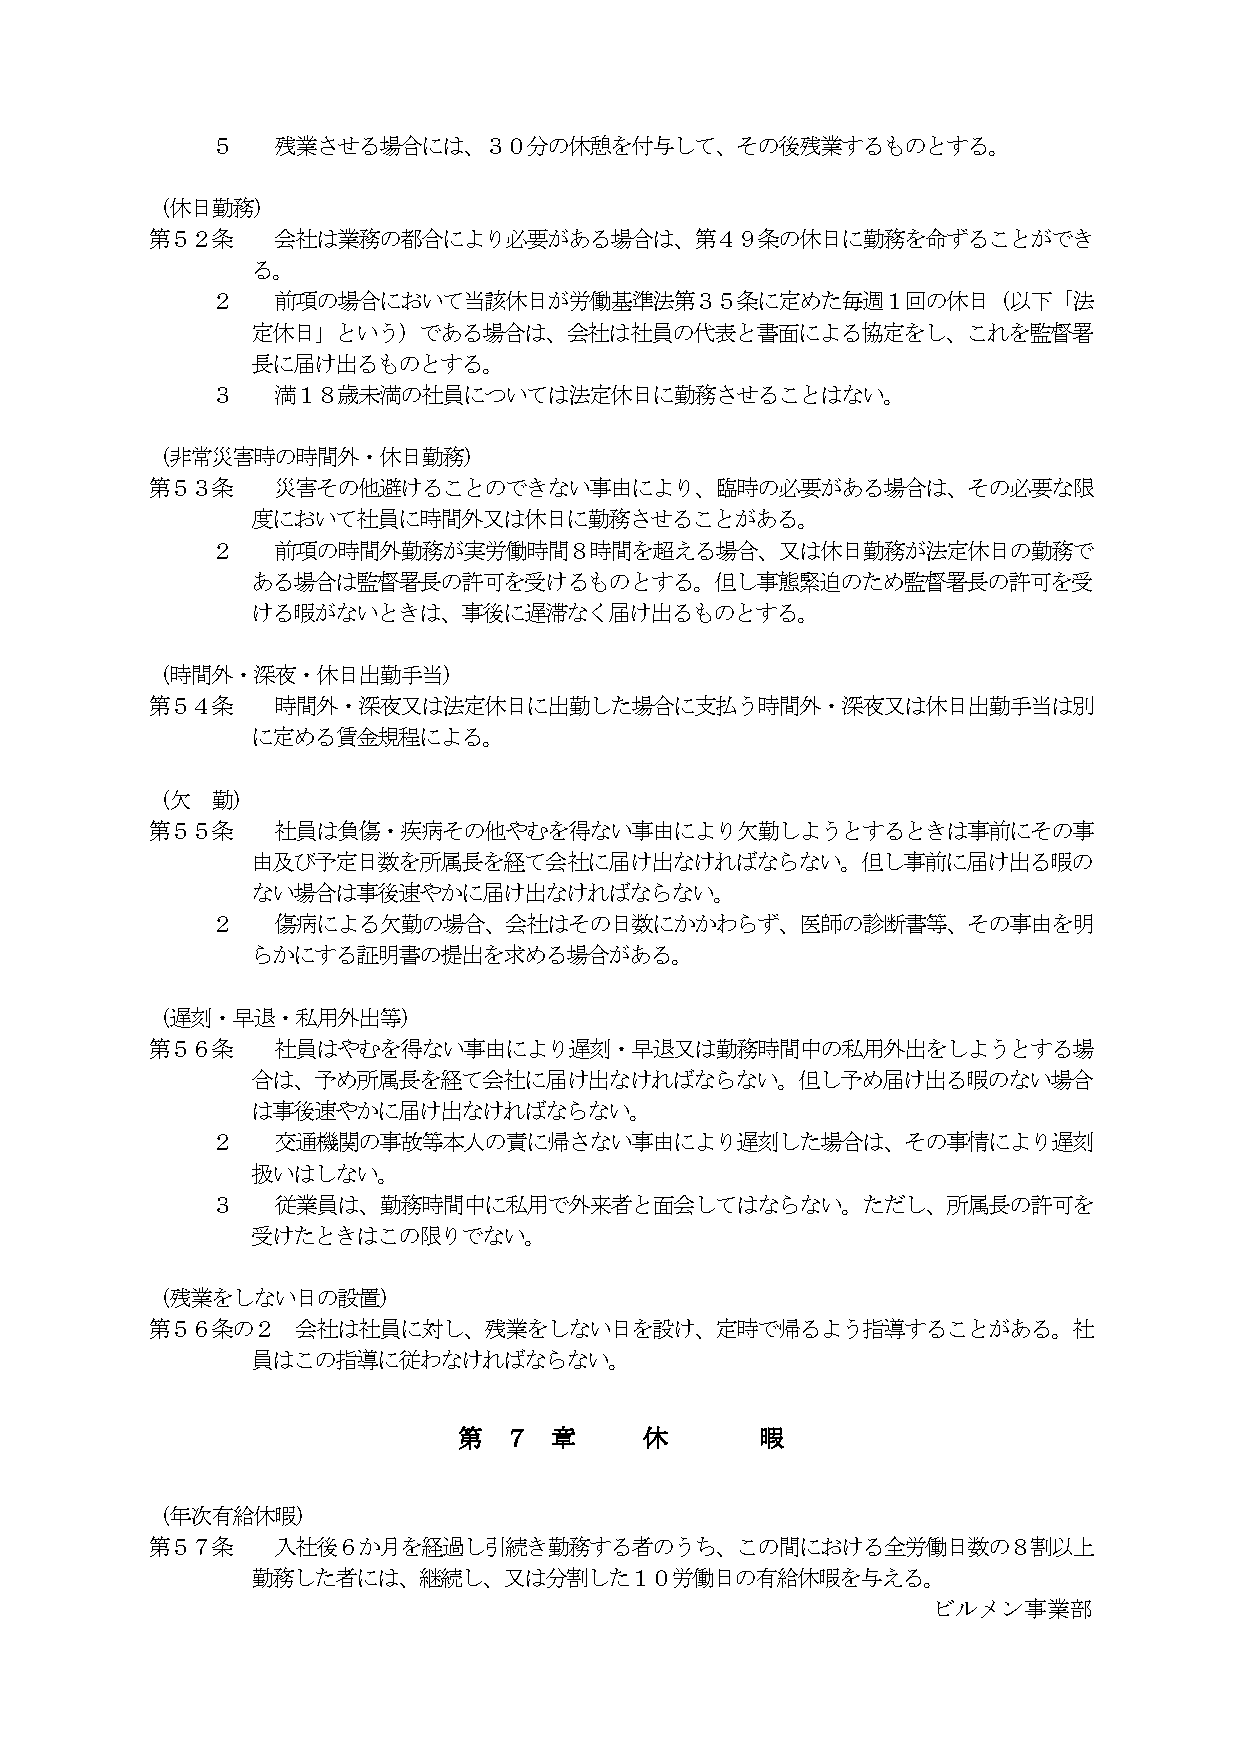 ５　残業させる場合には、３０分の休憩を付与して、その後残業するものとする。
(休日勤務)
第５２条　会社は業務の都合により必要がある場合は、第４９条の休日に勤務を命ずることができ
る。
２　前項の場合において当該休日が労働基準法第３５条に定めた毎週１回の休日（以下「法
定休日」という）である場合は、会社は社員の代表と書面による協定をし、これを監督署
長に届け出るものとする。
３　満１８歳未満の社員については法定休日に勤務させることはない。
(非常災害時の時間外・休日勤務)
第５３条　災害その他避けることのできない事由により、臨時の必要がある場合は、その必要な限
度において社員に時間外又は休日に勤務させることがある。
２　前項の時間外勤務が実労働時間８時間を超える場合、又は休日勤務が法定休日の勤務で
ある場合は監督署長の許可を受けるものとする。但し事態緊迫のため監督署長の許可を受
ける暇がないときは、事後に遅滞なく届け出るものとする。
(時間外・深夜・休日出勤手当)
第５４条　時間外・深夜又は法定休日に出勤した場合に支払う時間外・深夜又は休日出勤手当は別
に定める賃金規程による。
(欠　勤)
第５５条　社員は負傷・疾病その他やむを得ない事由により欠勤しようとするときは事前にその事
由及び予定日数を所属長を経て会社に届け出なければならない。但し事前に届け出る暇の
ない場合は事後速やかに届け出なければならない。
２　傷病による欠勤の場合、会社はその日数にかかわらず、医師の診断書等、その事由を明
らかにする証明書の提出を求める場合がある。
(遅刻・早退・私用外出等)
第５６条　社員はやむを得ない事由により遅刻・早退又は勤務時間中の私用外出をしようとする場
合は、予め所属長を経て会社に届け出なければならない。但し予め届け出る暇のない場合
は事後速やかに届け出なければならない。
２　交通機関の事故等本人の責に帰さない事由により遅刻した場合は、その事情により遅刻
扱いはしない。
３　従業員は、勤務時間中に私用で外来者と面会してはならない。ただし、所属長の許可を
受けたときはこの限りでない。
(残業をしない日の設置)
第５６条の２　会社は社員に対し、残業をしない日を設け、定時で帰るよう指導することがある。社
員はこの指導に従わなければならない。
第　７　章　　休　　　暇
(年次有給休暇)
第５７条　入社後６か月を経過し引続き勤務する者のうち、この間における全労働日数の８割以上
勤務した者には、継続し、又は分割した１０労働日の有給休暇を与える。
ビルメン事業部